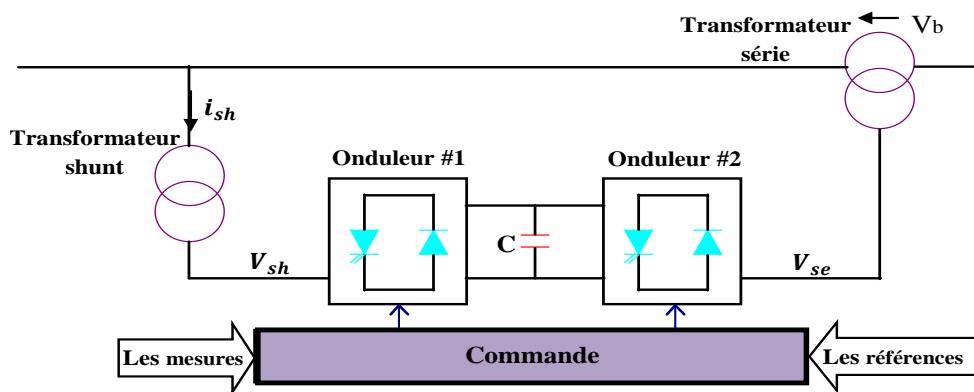 Transformateur
série
Vb
ish
Transformateur
shunt
Onduleur #1
Onduleur #2
C
Vsh
Vse
Les mesures
Commande
Les références